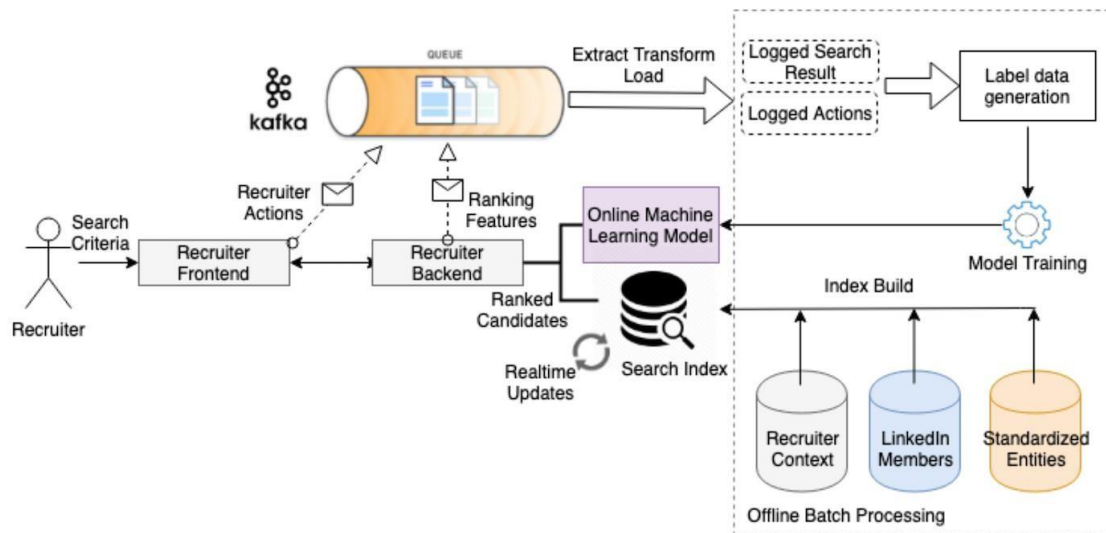 QUEUE
kafka
Extract Transform
Load
Logged Search
Result
Logged Actions
Label data
generation
Recruiter
Actions
Ranking
Features
Online Machine
Learning Model
Model Training
Search
Criteria
Recruiter
Frontend
Recruiter
Backend
Recruiter
Ranked
Candidates
Realtime
Updates
Search Index
Index Build
Recruiter
Context
LinkedIn
Members
Standardized
Entities
Offline Batch Processing